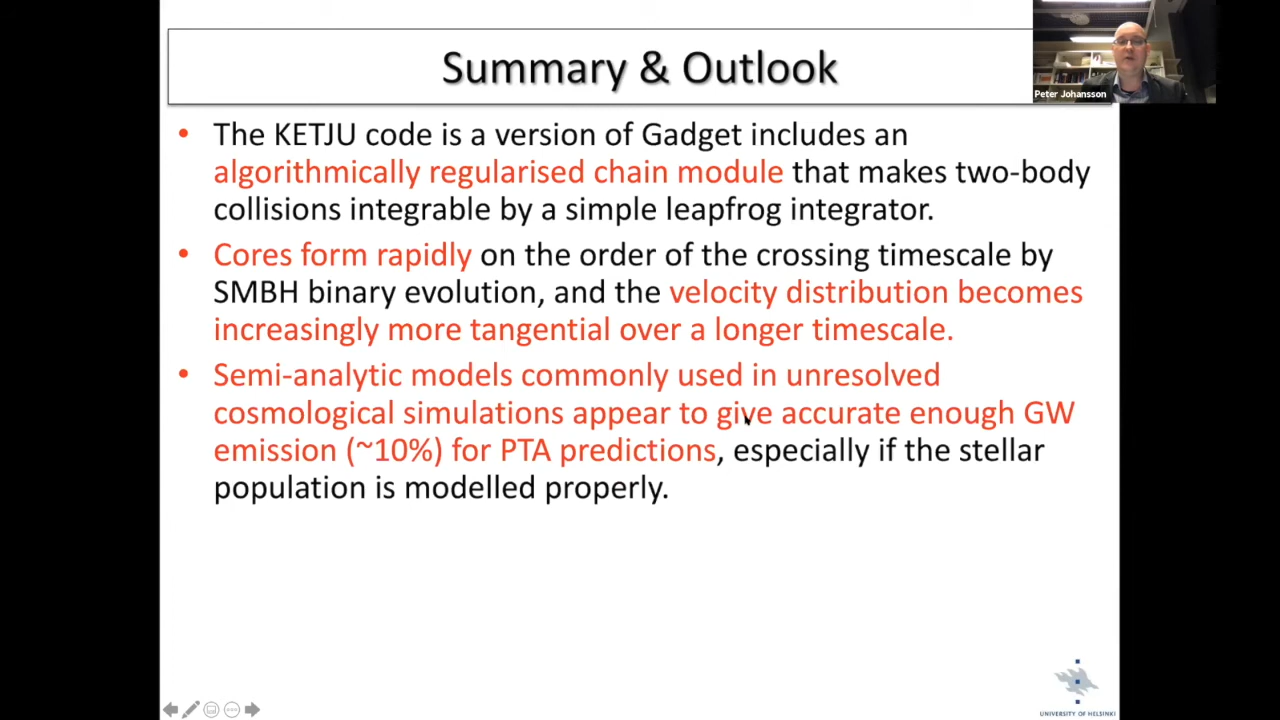 Summary & Outlook
Peter Johansson
• The KETJU code is a version of Gadget includes an
algorithmically regularised chain module that makes two-body
collisions integrable by a simple leapfrog integrator.
• Cores form rapidly on the order of the crossing timescale by
SMBH binary evolution, and the velocity distribution becomes
increasingly more tangential over a longer timescale.
• Semi-analytic models commonly used in unresolved
cosmological simulations appear to give accurate enough GW
emission (~10%) for PTA predictions, especially if the stellar
population is modelled properly.
UNIVERSITY OF HELSINKI